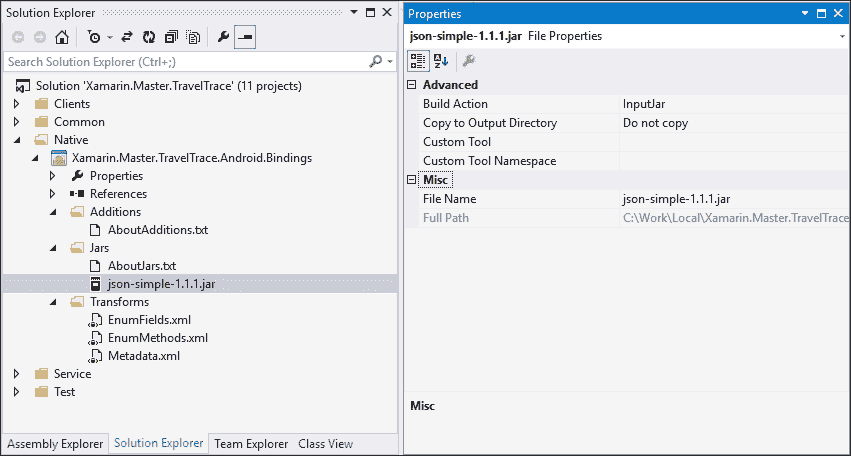 Solution Explorer
Search Solution Explorer (Ctrl+;)
Solution 'Xamarin.Master.TravelTrace' (11 projects)
Clients
Common
Native
Xamarin.Master.TravelTrace.Android.Bindings
Properties
References
Additions
AboutAdditions.txt
Jars
AboutJars.txt
json-simple-1.1.1.jar
Transforms
EnumFields.xml
EnumMethods.xml
Metadata.xml
Service
Test
Assembly Explorer Solution Explorer Team Explorer Class View
Properties
json-simple-1.1.1.jar File Properties
Advanced
Build Action InputJar
Copy to Output Directory Do not copy
Custom Tool
Custom Tool Namespace
Misc
File Name json-simple-1.1.1.jar
Full Path C:\Work\Local\Xamarin.Master.TravelTrace
Misc